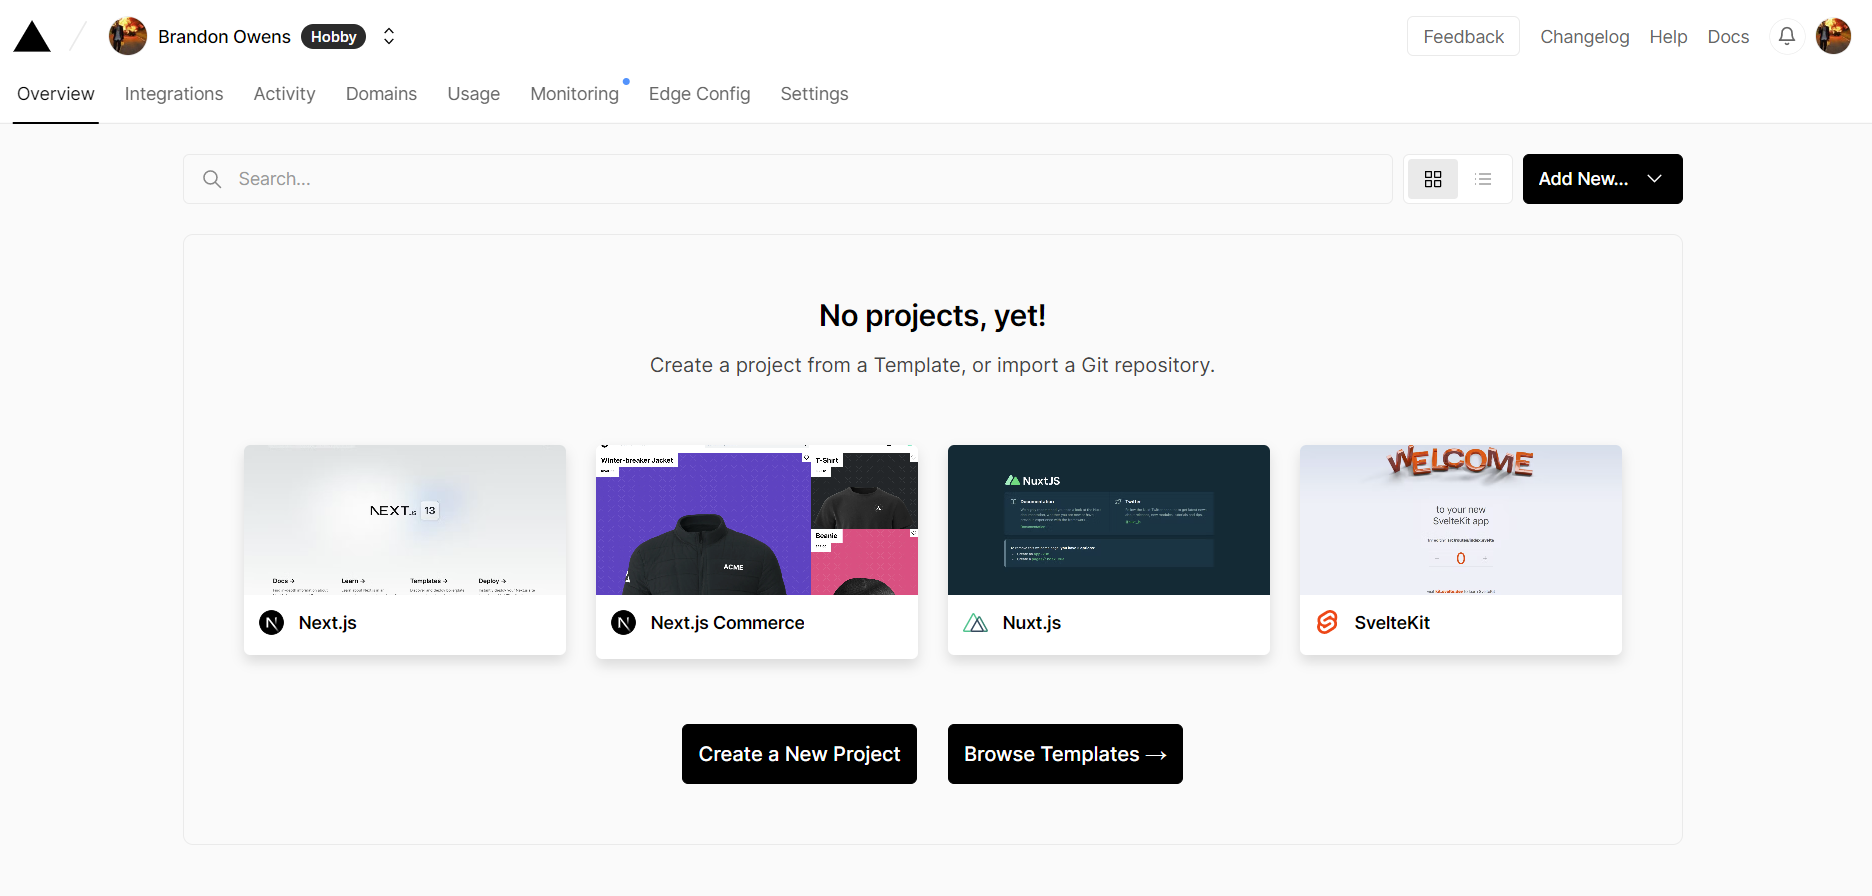 Brandon Owens Hobby
Feedback Changelog Help Docs
Overview Integrations Activity Domains Usage Monitoring Edge Config Settings
Search...
Add New...
No projects, yet!
Create a project from a Template, or import a Git repository.
NEXT.JS 13
Docs → Learn → Templates → Deploy →
Next.js
Winter-breaker Jacket
T-Shirt
Beanie
ACME
Next.js Commerce
NuxtJS
Documentation
Twitter
Nuxt.js
WELCOME
to your new
SvelteKit app
0
SvelteKit
Create a New Project
Browse Templates →